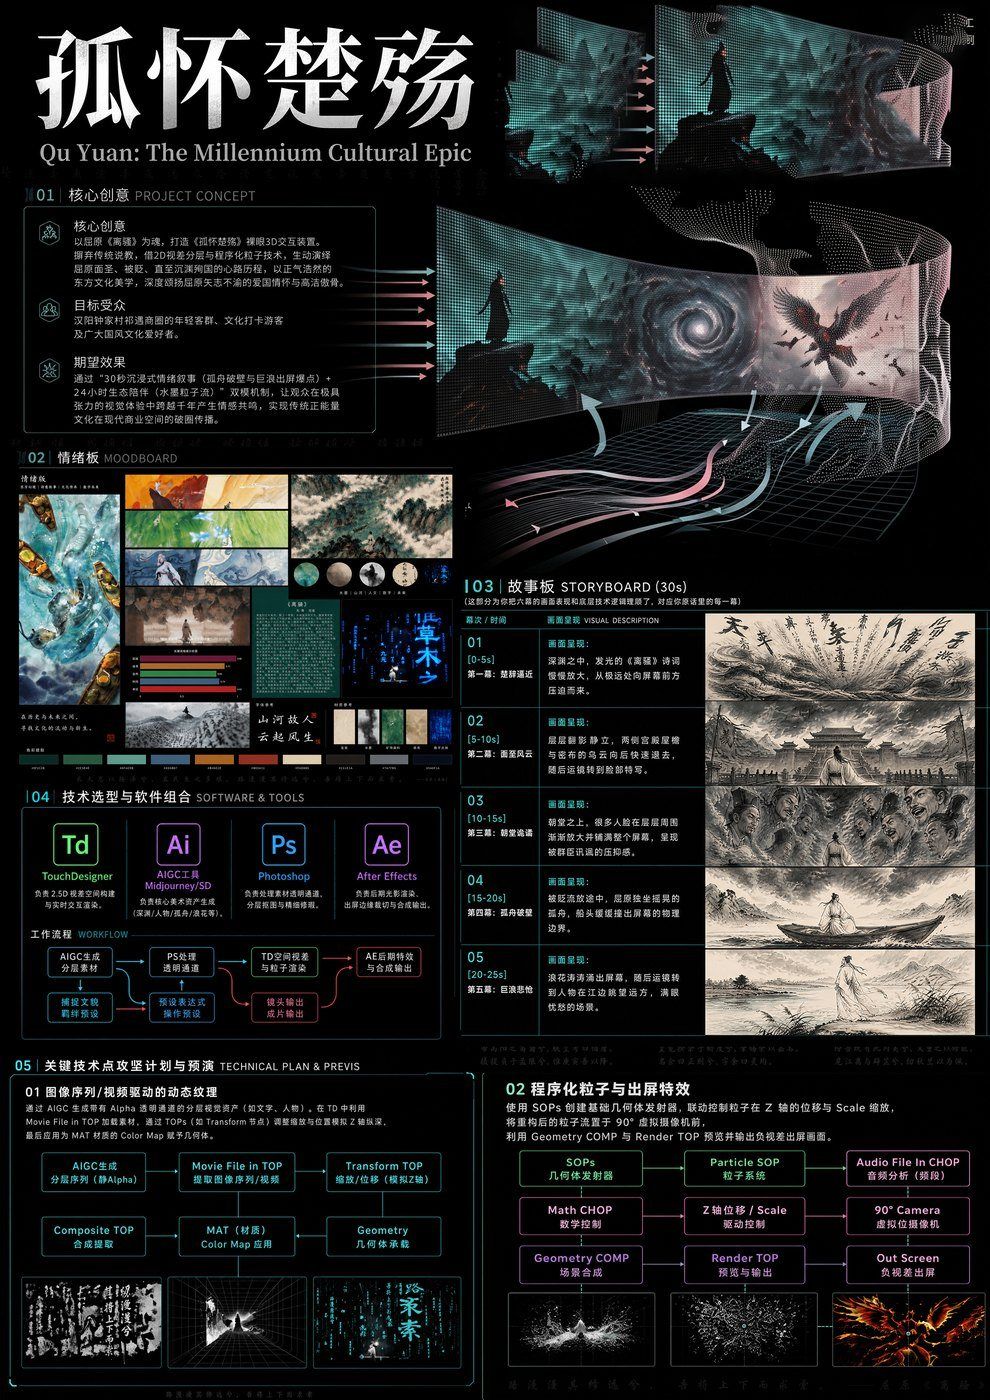 孤怀楚殇
Qu Yuan: The Millennium Cultural Epic
01 核心创意 PROJECT CONCEPT
核心创意
以屈原《离骚》为魂，打造《孤怀楚殇》裸眼3D交互装置。
摒弃传统说教，借2D视差分层与程序化粒子技术，生动演绎
屈原面圣、被贬、直至沉渊殉国的心路历程，以正气浩然的
东方文化美学，深度颂扬屈原矢志不渝的爱国情怀与高洁傲骨。
目标受众
汉阳钟家村祁遇商圈的年轻客群、文化打卡游客
及广大国风文化爱好者。
期望效果
通过“30秒沉浸式情绪叙事（孤舟破壁与巨浪出屏爆点）+
24小时生态陪伴（水墨粒子流）”双模机制，让观众在极具
张力的视觉体验中跨越千年产生情感共鸣，实现传统正能量
文化在现代商业空间的破圈传播。
02 情绪板 MOODBOARD
情绪版
《离骚》
在历史与未来之间，
寻找文化的流动与新生。
山河故人
云起风生
03 故事板 STORYBOARD (30s)
(这部分为你把六幕的画面表现和底层技术逻辑理顺了，对应你原话里的每一幕)
幕次 / 时间 画面呈现 VISUAL DESCRIPTION
01
[0-5s]
第一幕：楚辞逼近
画面呈现：
深渊之中，发光的《离骚》诗词
慢慢放大，从极远处向屏幕前方
压迫而来。
02
[5-10s]
第二幕：面至风云
画面呈现：
层层翻影静立，两侧宫殿屋檐
与密布的乌云向后快速退去，
随后运镜转到脸部特写。
03
[10-15s]
第三幕：朝堂诡谲
画面呈现：
朝堂之上，很多人脸在层层周围
渐渐放大并铺满整个屏幕，呈现
被群臣讥讽的压抑感。
04
[15-20s]
第四幕：孤舟破壁
画面呈现：
被贬流放途中，屈原独坐摇晃的
孤舟，船头缓缓撞出屏幕的物理
边界。
05
[20-25s]
第五幕：巨浪悲怆
画面呈现：
浪花涛涛涌出屏幕，随后运镜转
到人物在江边眺望远方，满眼
忧愁的场景。
04 技术选型与软件组合 SOFTWARE & TOOLS
Td
TouchDesigner
负责 2.5D 视差空间构建
与实时交互渲染。
Ai
AIGC工具
Midjourney/SD
负责核心美术资产生成
(深渊/人物/孤舟/浪花等)。
Ps
Photoshop
负责处理素材透明通道、
分层抠图与精细修瑕。
Ae
After Effects
负责后期光影渲染、
出屏边缘裁切与合成输出。
工作流程 WORKFLOW
AIGC生成
分层素材
PS处理
透明通道
TD空间视差
与粒子渲染
AE后期特效
与合成输出
捕捉文貌
羁绊预设
预设表达式
操作预设
镜头输出
成片输出
05 关键技术点攻坚计划与预演 TECHNICAL PLAN & PREVIS
01 图像序列/视频驱动的动态纹理
通过 AIGC 生成带有 Alpha 透明通道的分层视觉资产（如文字、人物）。在 TD 中利用
Movie File in TOP 加载素材，通过 TOPs（如 Transform 节点）调整缩放与位置模拟 Z 轴纵深，
最后应用为 MAT 材质的 Color Map 赋予几何体。
AIGC生成
分层序列（静Alpha）
Movie File in TOP
提取图像序列/视频
Transform TOP
缩放/位移（模拟Z轴）
Composite TOP
合成提取
MAT（材质）
Color Map 应用
Geometry
几何体承载
02 程序化粒子与出屏特效
使用 SOPs 创建基础几何体发射器，联动控制粒子在 Z 轴的位移与 Scale 缩放，
将重构后的粒子流置于 90° 虚拟摄像机前，
利用 Geometry COMP 与 Render TOP 预览并输出负视差出屏画面。
SOPs
几何体发射器
Particle SOP
粒子系统
Audio File In CHOP
音频分析（频段）
Math CHOP
数学控制
Z轴位移 / Scale
驱动控制
90° Camera
虚拟位摄像机
Geometry COMP
场景合成
Render TOP
预览与输出
Out Screen
负视差出屏